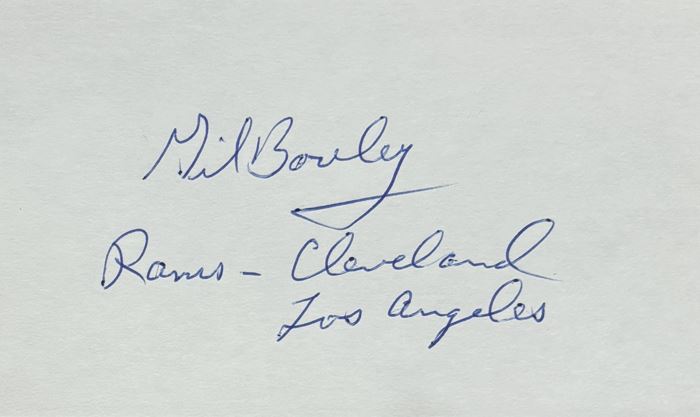 Gil Bouley
Rams - Cleveland
Los Angeles